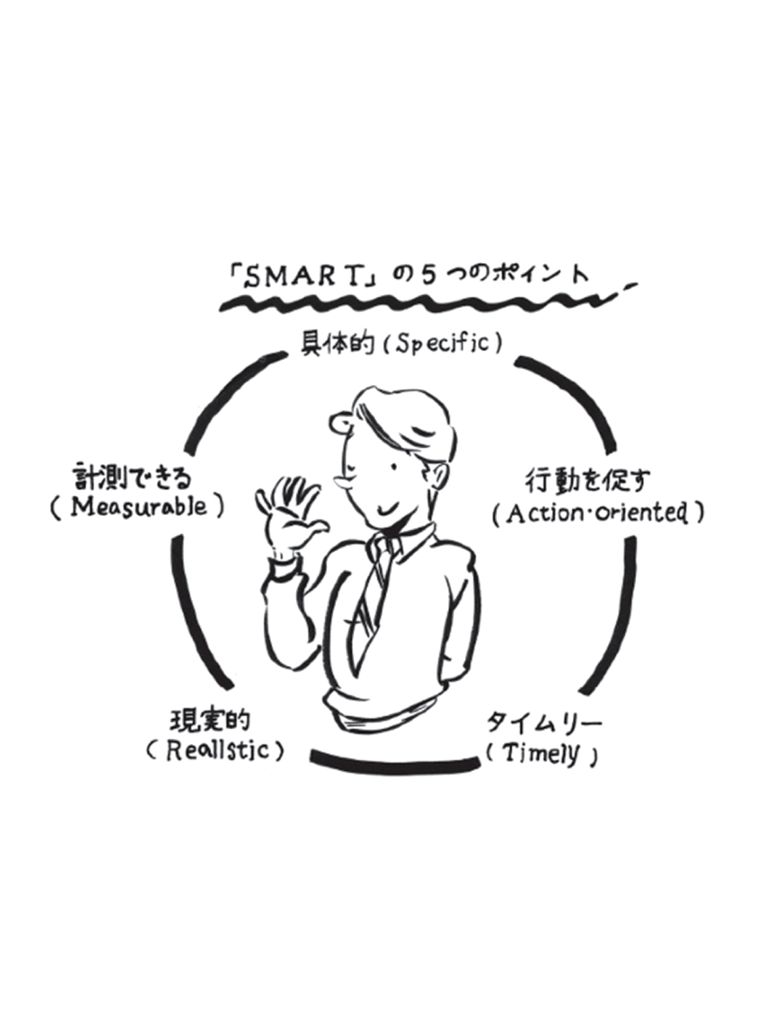 「SMART」の5つのポイント
具体的(Specific)
計測できる
(Measurable)
行動を促す
(Action・oriented)
現実的
(Reallstic)
タイムリー
(Timely)